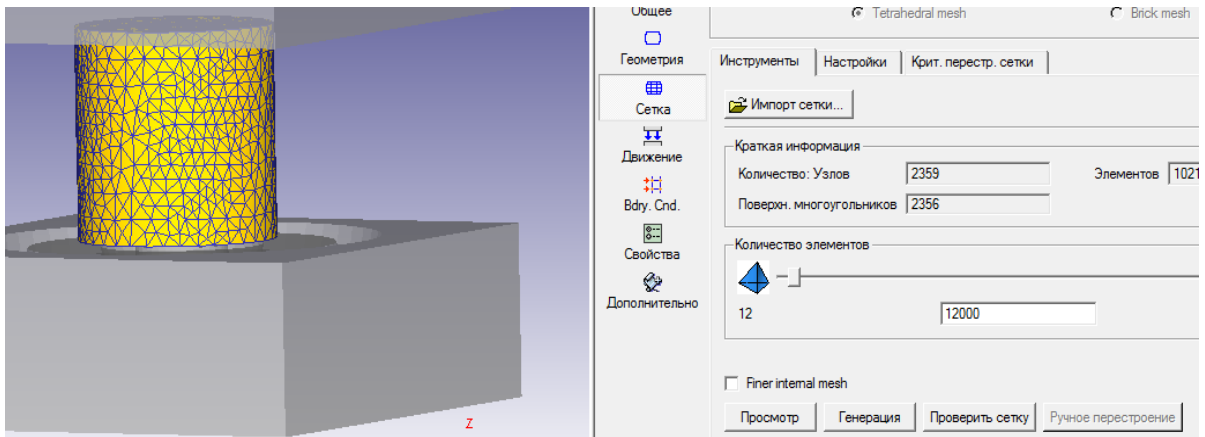 Общее
Tetrahedral mesh Brick mesh
Геометрия
Инструменты Настройки Крит. перестр. сетки
Сетка
Импорт сетки...
Движение
Краткая информация
Количество: Узлов 2359 Элементов 1021
Bdry. Cnd.
Поверхн. многоугольников 2356
Свойства
Количество элементов
Дополнительно
12 12000
Finer internal mesh
Z
Просмотр Генерация Проверить сетку Ручное перестроение